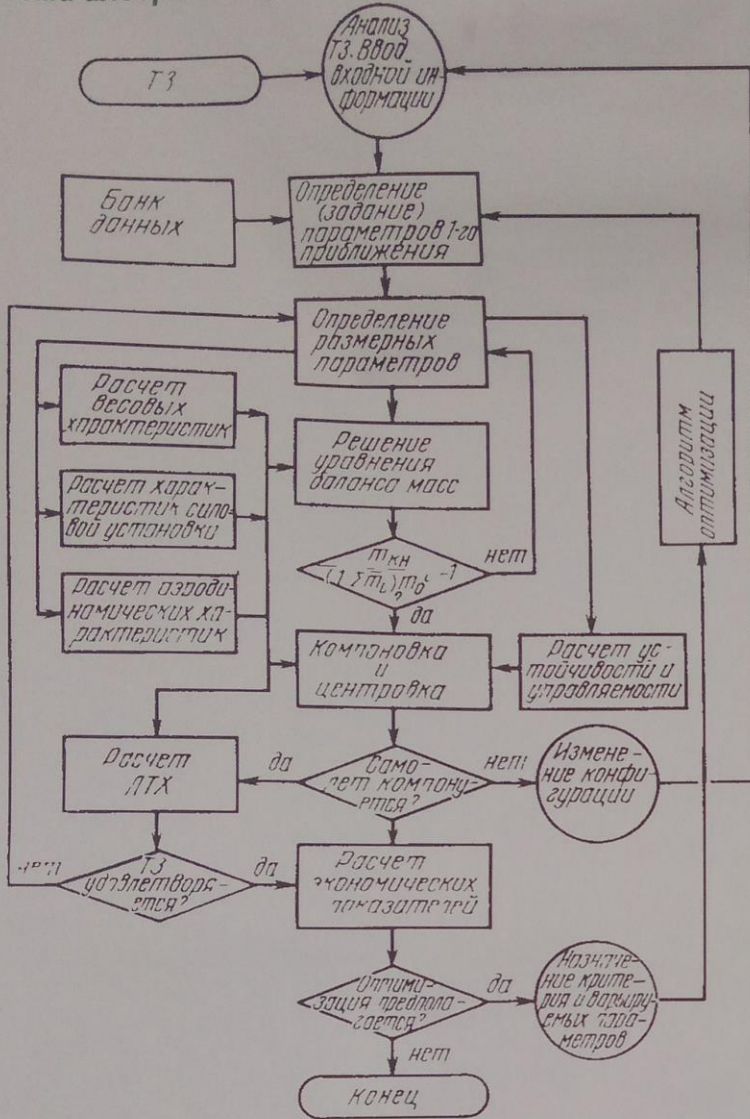 Анализ
ТЗ. Ввод
входной ин-
формации
ТЗ
Банк
данных
Определение
(задание)
параметров 1-го
приближения
Определение
размерных
параметров
Расчет
весовых
характеристик
Решение
уравнения
баланса масс
Алгоритм
оптимизации
Расчет харак-
теристик сило-
вой установки
m̄кн
нет
?
да
Расчет аэроди-
намических ха-
рактеристик
Компоновка
и
центровка
Расчет ус-
тойчивости и
управляемости
Расчет
ЛТХ
да
Само-
лет компону-
ется?
нет
Измене-
ние конфи-
гурации
нет
ТЗ
удовлетворя-
ется?
да
Расчет
экономических
показателей
Оптими-
зация предпола-
гается?
да
Назначе-
ние крите-
рия и варьиру-
емых пара-
метров
нет
Конец